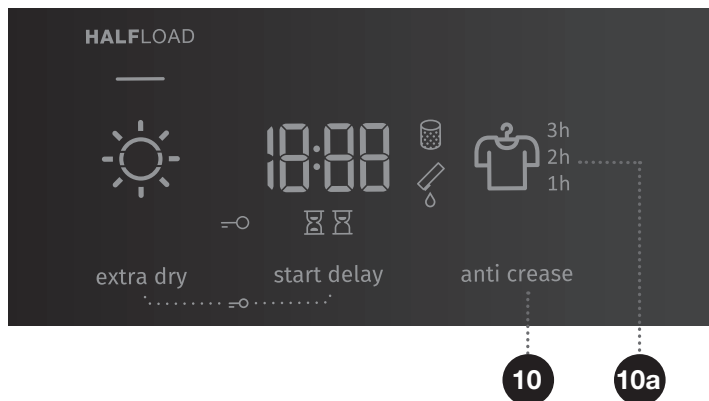 HALFLOAD
18:88
3h
2h
1h
extra dry
start delay
anti crease
10
10a